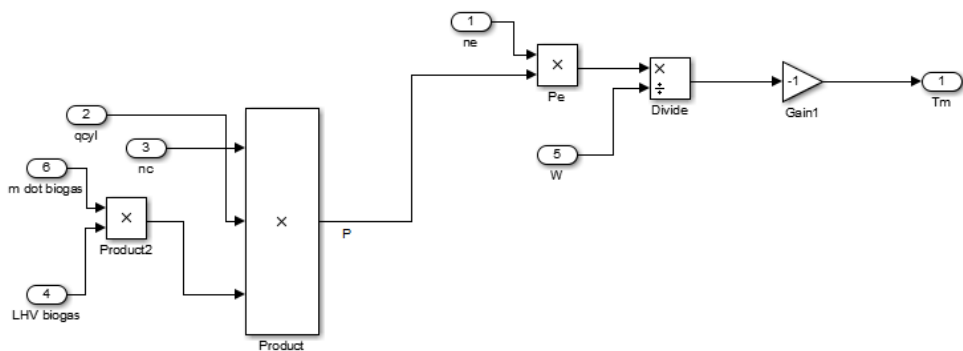 1
ne
×
Pe
×
÷
Divide
-1
Gain1
1
Tm
2
qcyl
3
nc
5
W
6
m dot biogas
×
Product2
×
P
4
LHV biogas
Product